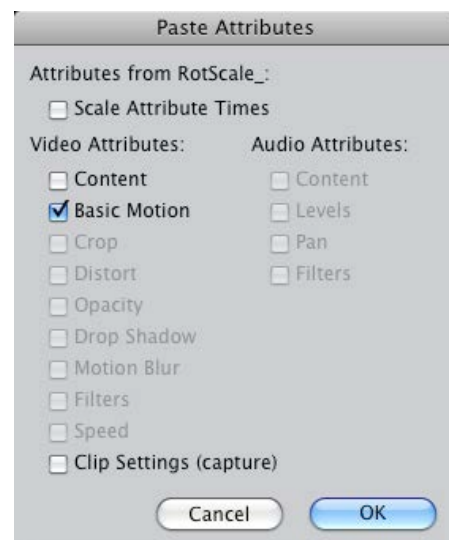 Paste Attributes
Attributes from RotScale_:
Scale Attribute Times
Video Attributes:
Audio Attributes:
Content
Content
Basic Motion
Levels
Crop
Pan
Distort
Filters
Opacity
Drop Shadow
Motion Blur
Filters
Speed
Clip Settings (capture)
Cancel
OK